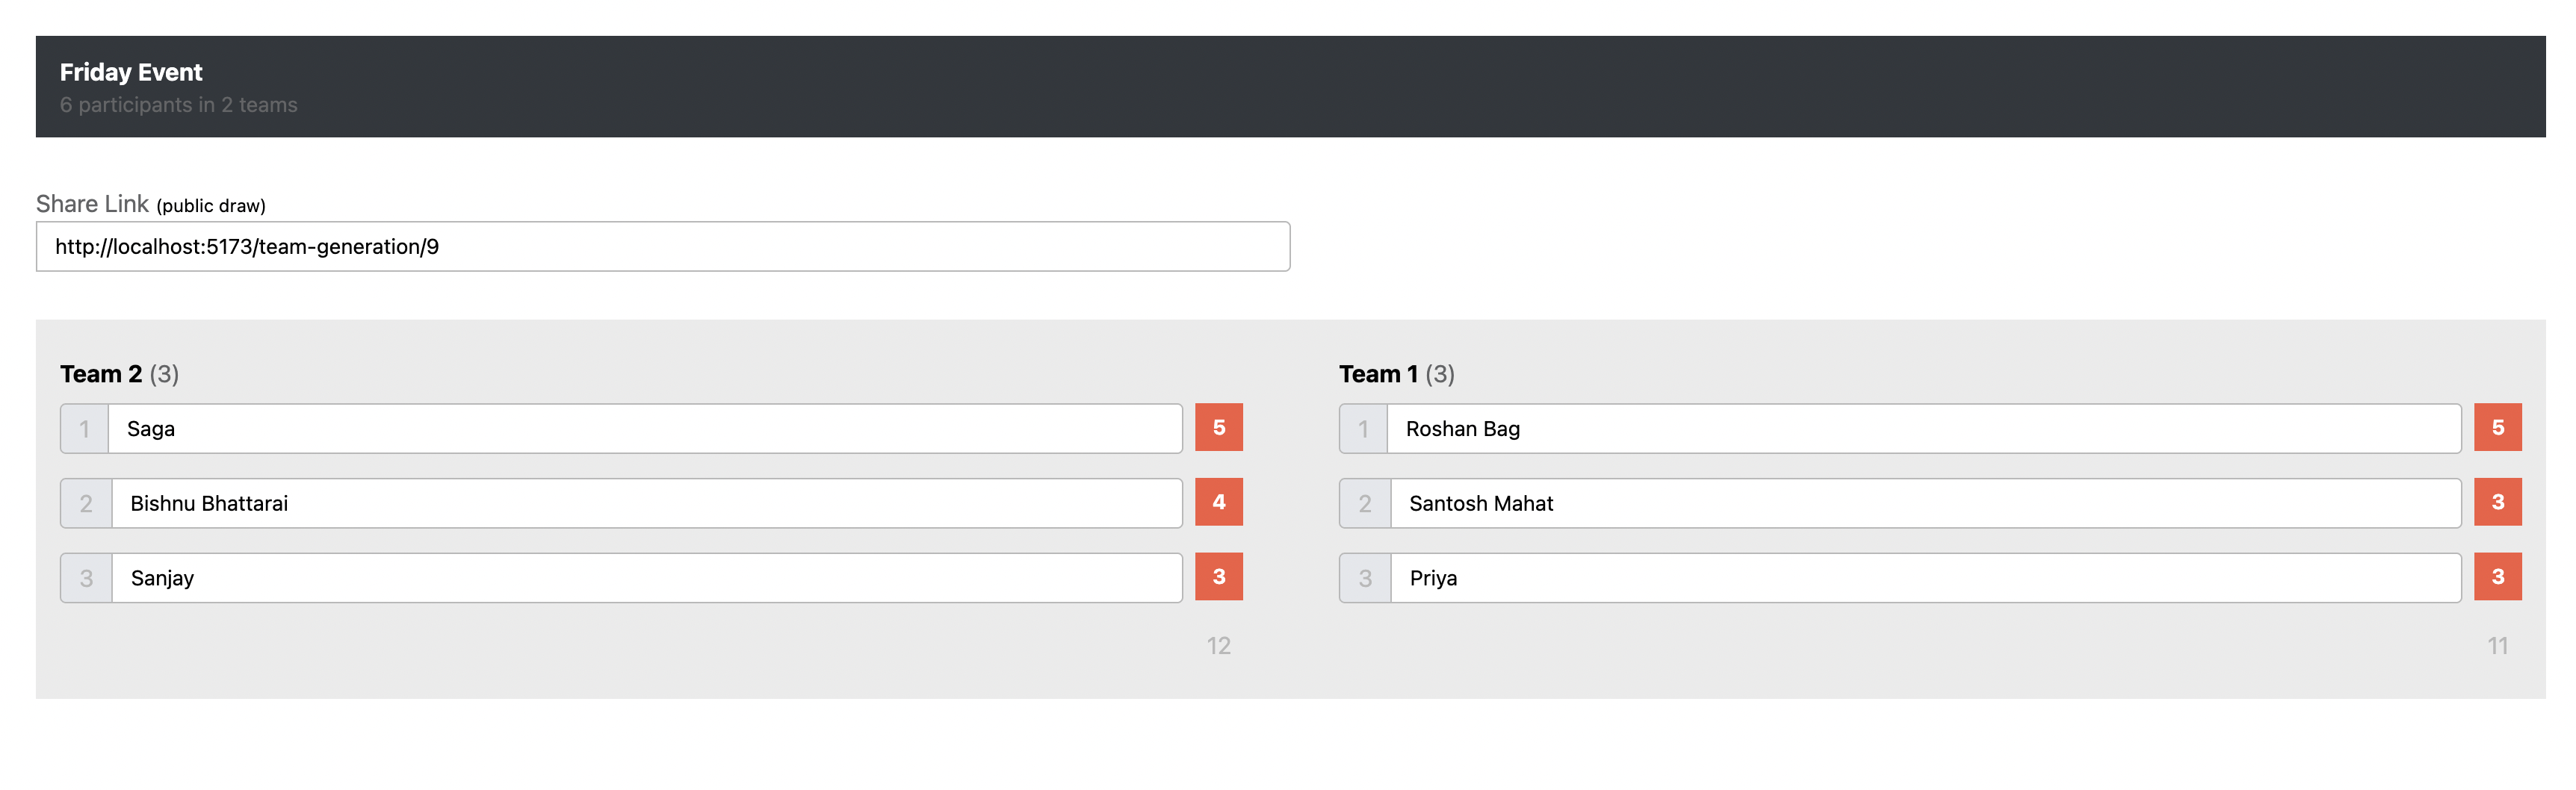 Friday Event
6 participants in 2 teams
Share Link (public draw)
http://localhost:5173/team-generation/9
Team 2 (3)
1 Saga 5
2 Bishnu Bhattarai 4
3 Sanjay 3
12
Team 1 (3)
1 Roshan Bag 5
2 Santosh Mahat 3
3 Priya 3
11